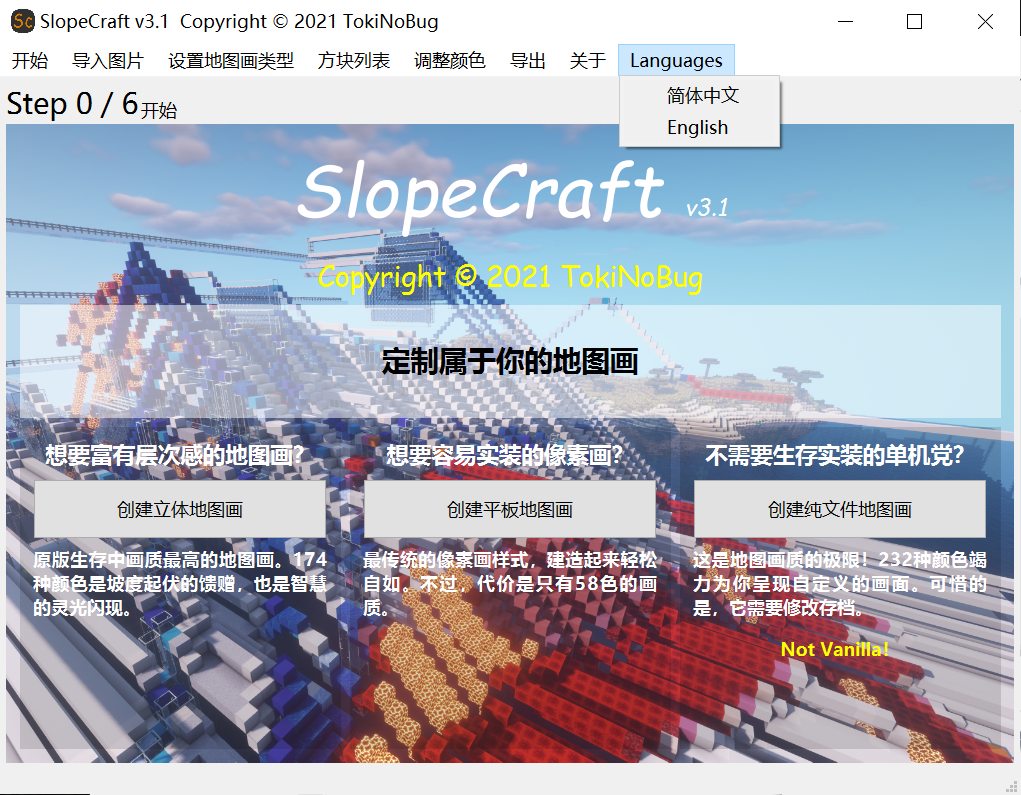 Sc SlopeCraft v3.1 Copyright © 2021 TokiNoBug
开始 导入图片 设置地图画类型 方块列表 调整颜色 导出 关于 Languages
简体中文
English
Step 0 / 6 开始
SlopeCraft v3.1
Copyright © 2021 TokiNoBug
定制属于你的地图画
想要富有层次感的地图画?
创建立体地图画
原版生存中画质最高的地图画。174
种颜色是坡度起伏的馈赠，也是智慧
的灵光闪现。
想要容易实装的像素画?
创建平板地图画
最传统的像素画样式，建造起来轻松
自如。不过，代价是只有58色的画
质。
不需要生存实装的单机党?
创建纯文件地图画
这是地图画质的极限！232种颜色竭
力为你呈现自定义的画面。可惜的
是，它需要修改存档。
Not Vanilla!